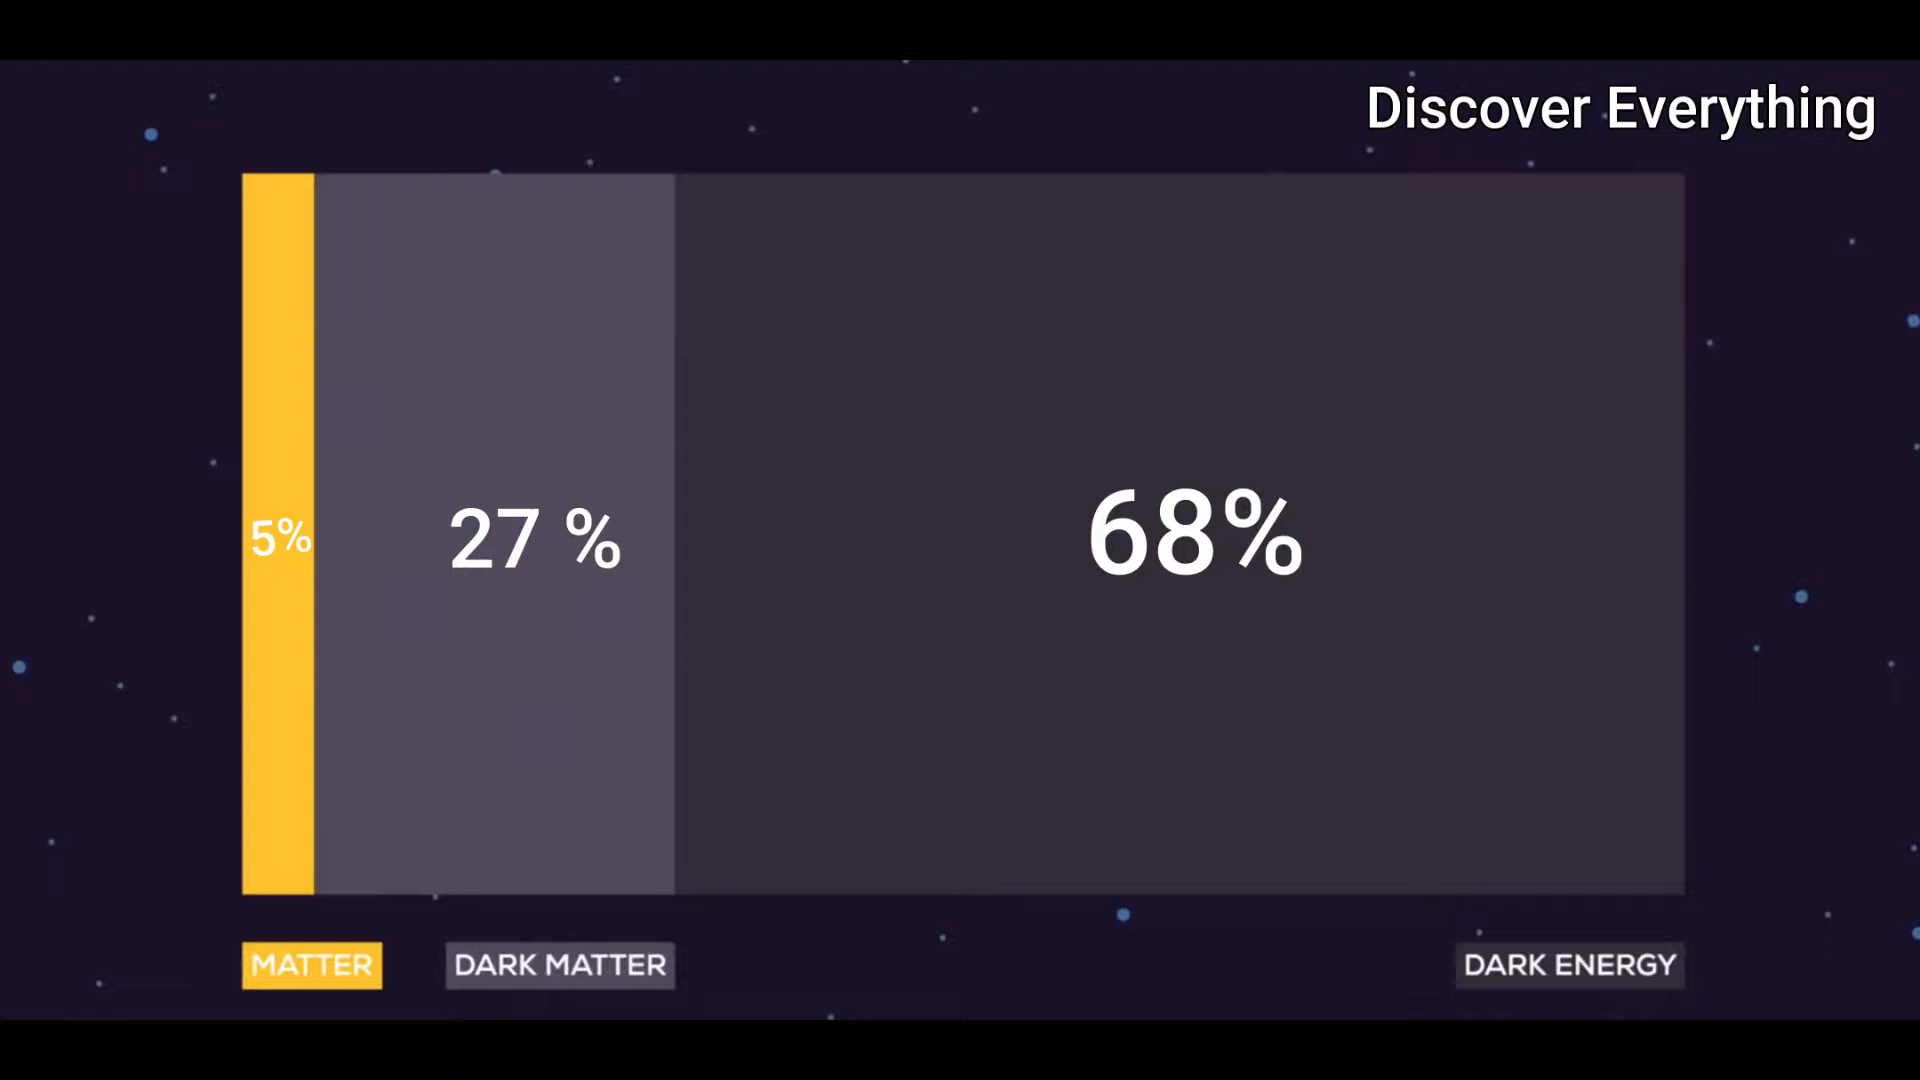 Discover Everything
5%
27 %
68%
MATTER
DARK MATTER
DARK ENERGY